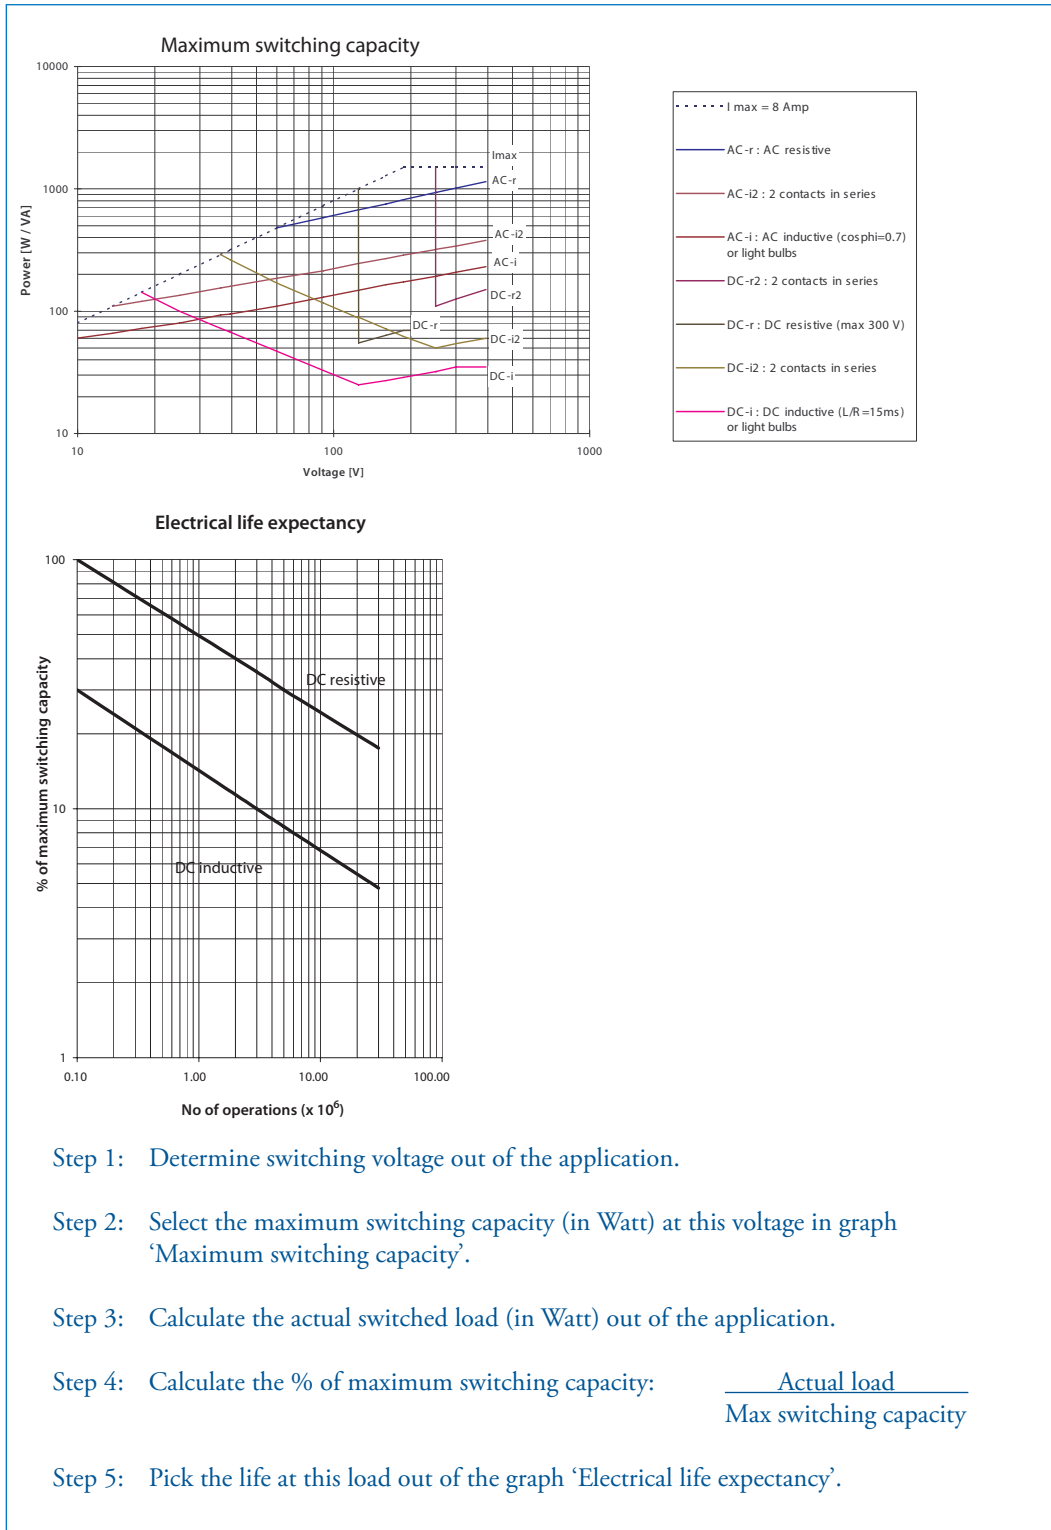 Maximum switching capacity
10000
1000
100
10
10
100
1000
Power [W / VA]
Voltage [V]
Imax
AC-r
AC-i2
AC-i
DC-r2
DC-r
DC-i2
DC-i
I max = 8 Amp
AC-r : AC resistive
AC-i2 : 2 contacts in series
AC-i : AC inductive (cosphi=0.7)
or light bulbs
DC-r2 : 2 contacts in series
DC-r : DC resistive (max 300 V)
DC-i2 : 2 contacts in series
DC-i : DC inductive (L/R=15ms)
or light bulbs
Electrical life expectancy
100
10
1
0.10
1.00
10.00
100.00
% of maximum switching capacity
DC resistive
DC inductive
No of operations (x 10⁶)
Step 1: Determine switching voltage out of the application.
Step 2: Select the maximum switching capacity (in Watt) at this voltage in graph
‘Maximum switching capacity’.
Step 3: Calculate the actual switched load (in Watt) out of the application.
Step 4: Calculate the % of maximum switching capacity: Actual load
Max switching capacity
Step 5: Pick the life at this load out of the graph ‘Electrical life expectancy’.